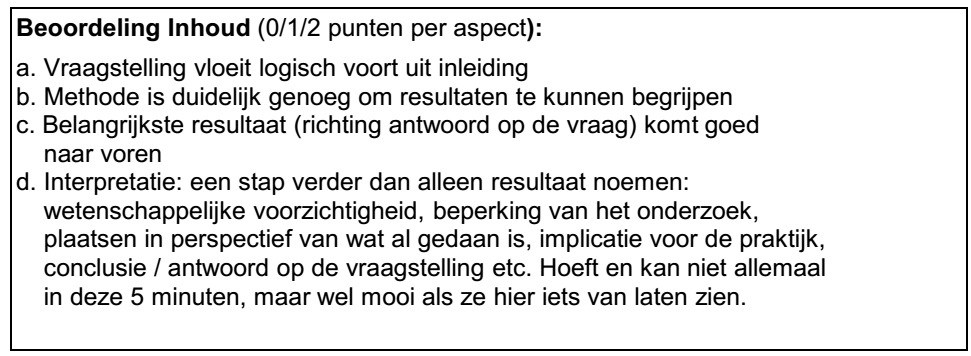 Beoordeling Inhoud (0/1/2 punten per aspect):
a. Vraagstelling vloeit logisch voort uit inleiding
b. Methode is duidelijk genoeg om resultaten te kunnen begrijpen
c. Belangrijkste resultaat (richting antwoord op de vraag) komt goed
naar voren
d. Interpretatie: een stap verder dan alleen resultaat noemen:
wetenschappelijke voorzichtigheid, beperking van het onderzoek,
plaatsen in perspectief van wat al gedaan is, implicatie voor de praktijk,
conclusie / antwoord op de vraagstelling etc. Hoeft en kan niet allemaal
in deze 5 minuten, maar wel mooi als ze hier iets van laten zien.